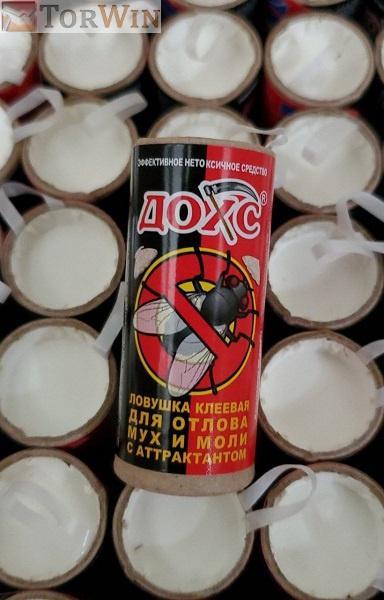 TorWin
ЭФФЕКТИВНОЕ НЕТОКСИЧНОЕ СРЕДСТВО
ДОХС®
ЛОВУШКА КЛЕЕВАЯ
ДЛЯ ОТЛОВА
МУХ И МОЛИ
С АТТРАКТАНТОМ